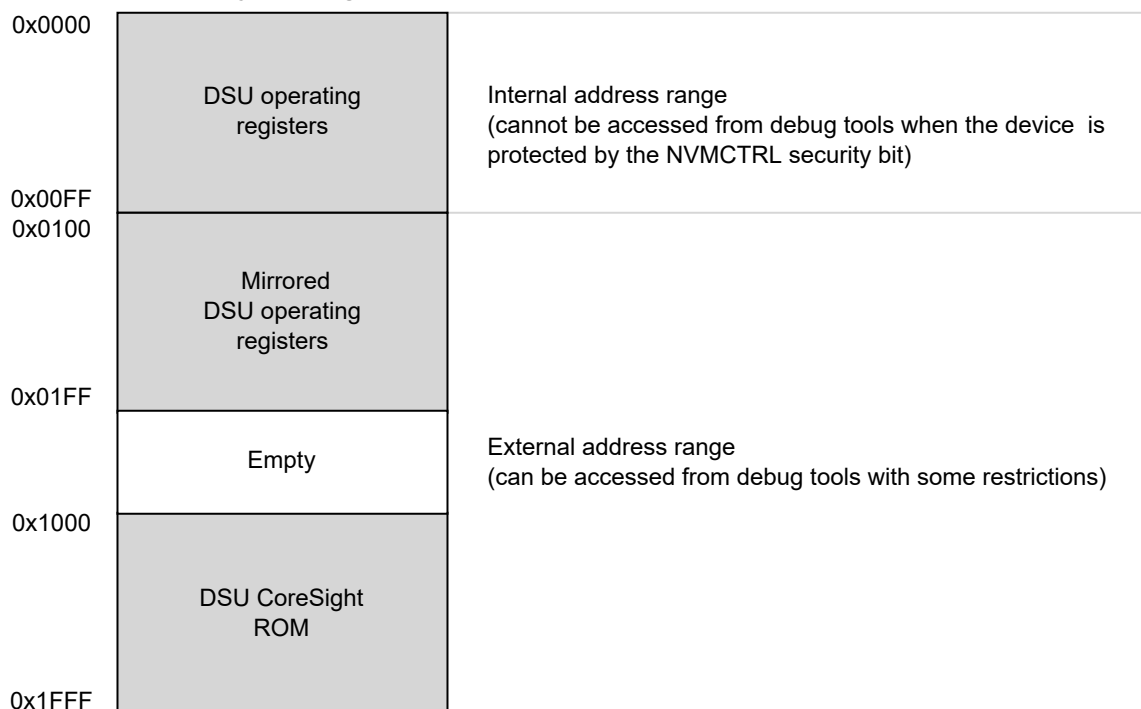 0x0000
DSU operating
registers
Internal address range
(cannot be accessed from debug tools when the device is
protected by the NVMCTRL security bit)
0x00FF
0x0100
Mirrored
DSU operating
registers
0x01FF
Empty
External address range
(can be accessed from debug tools with some restrictions)
0x1000
DSU CoreSight
ROM
0x1FFF